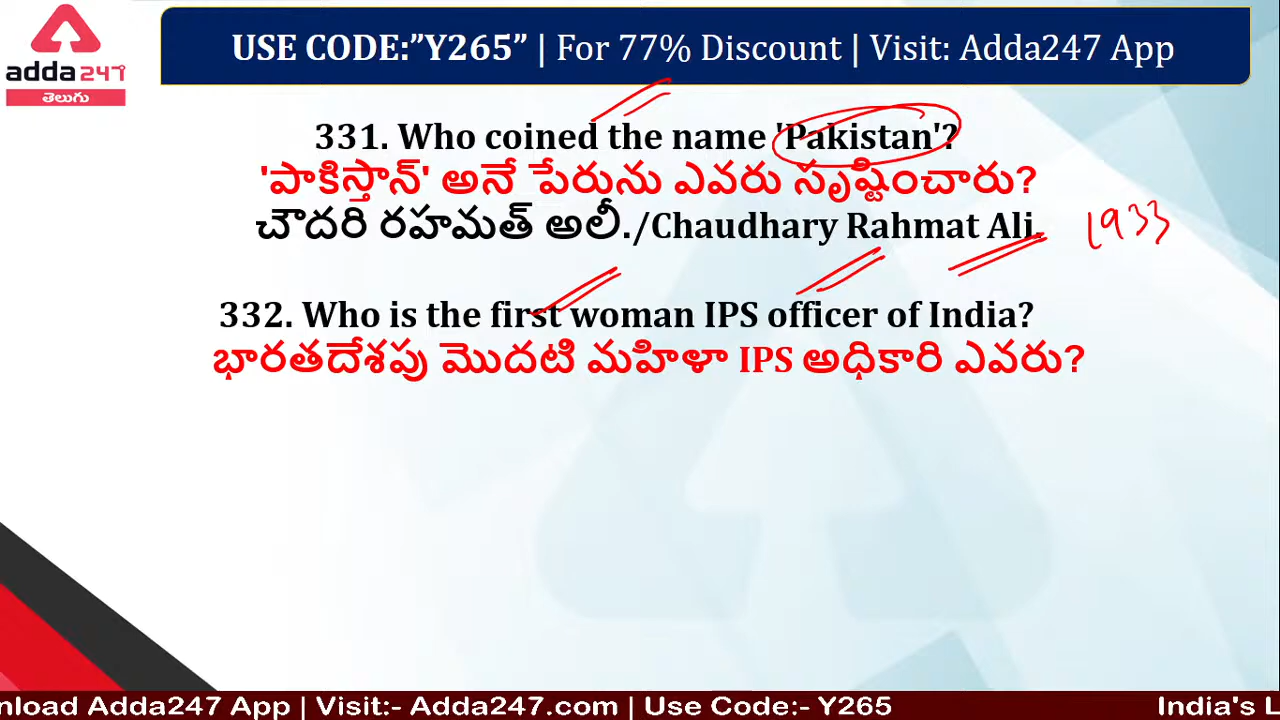 adda247
తెలుగు
USE CODE:”Y265” | For 77% Discount | Visit: Adda247 App
331. Who coined the name 'Pakistan'?
'పాకిస్తాన్' అనే పేరును ఎవరు సృష్టించారు?
చౌదరి రహమత్ అలీ./Chaudhary Rahmat Ali.
1933
332. Who is the first woman IPS officer of India?
భారతదేశపు మొదటి మహిళా IPS అధికారి ఎవరు?
nload Adda247 App | Visit:- Adda247.com | Use Code:- Y265 India's L